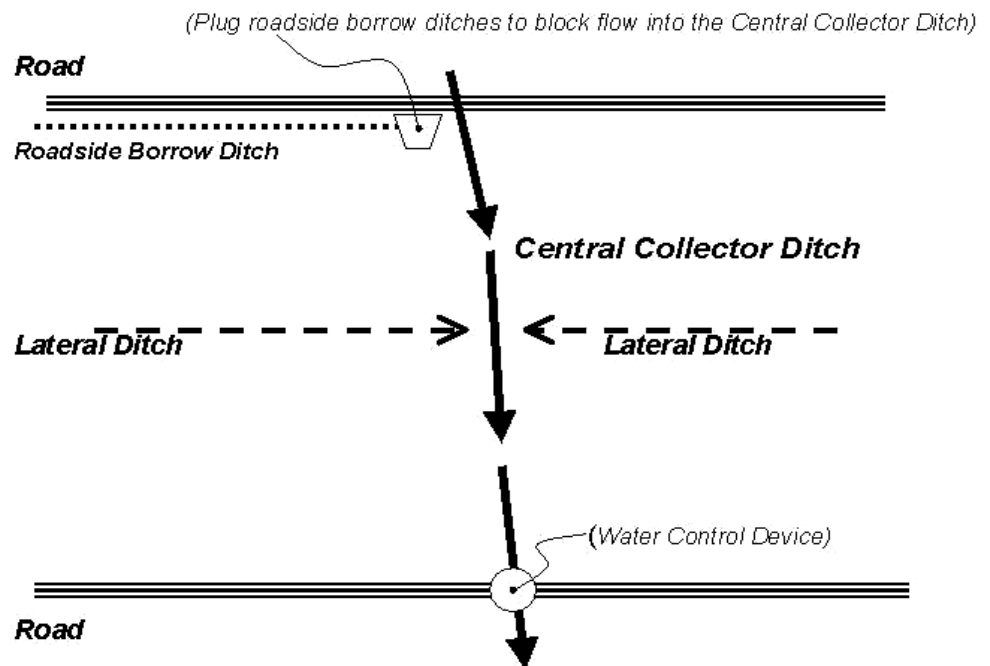 (Plug roadside borrow ditches to block flow into the Central Collector Ditch)
Road
Roadside Borrow Ditch
Central Collector Ditch
Lateral Ditch
Lateral Ditch
(Water Control Device)
Road